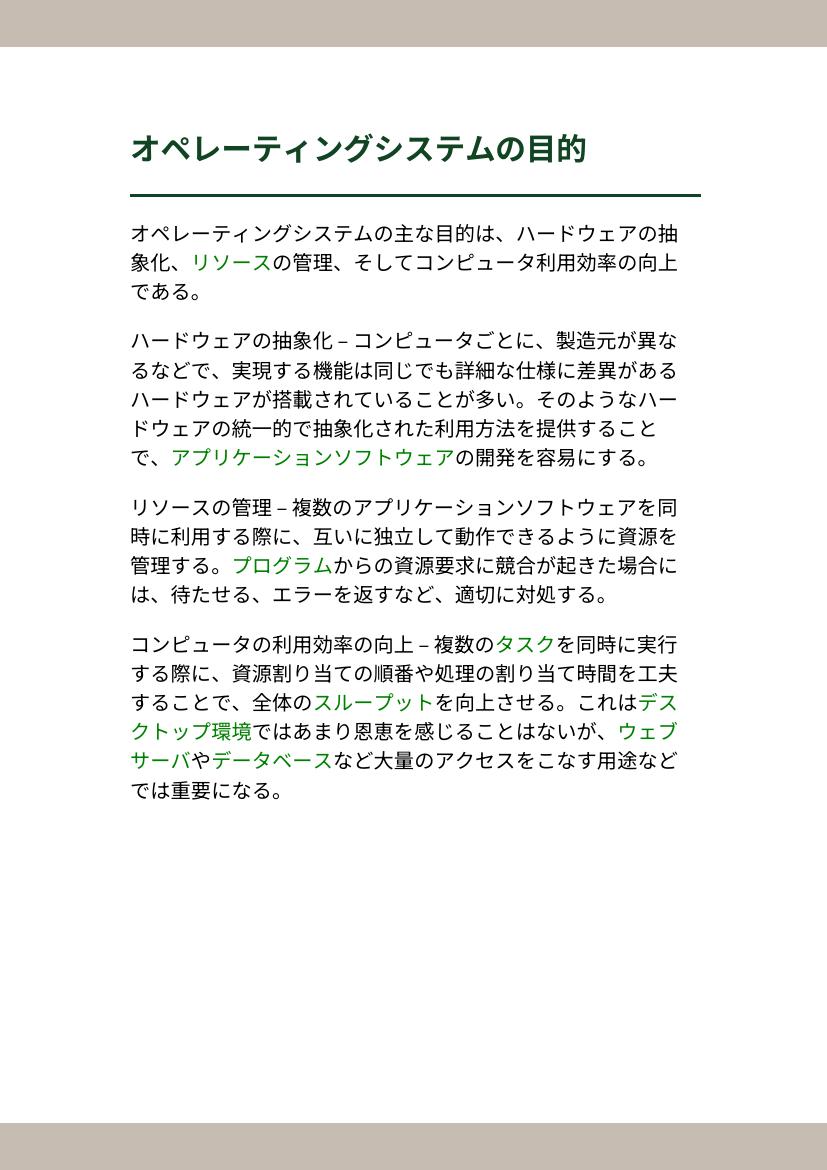 オペレーティングシステムの目的
オペレーティングシステムの主な目的は、ハードウェアの抽
象化、リソースの管理、そしてコンピュータ利用効率の向上
である。
ハードウェアの抽象化 – コンピュータごとに、製造元が異な
るなどで、実現する機能は同じでも詳細な仕様に差異がある
ハードウェアが搭載されていることが多い。そのようなハー
ドウェアの統一的で抽象化された利用方法を提供すること
で、アプリケーションソフトウェアの開発を容易にする。
リソースの管理 – 複数のアプリケーションソフトウェアを同
時に利用する際に、互いに独立して動作できるように資源を
管理する。プログラムからの資源要求に競合が起きた場合に
は、待たせる、エラーを返すなど、適切に対処する。
コンピュータの利用効率の向上 – 複数のタスクを同時に実行
する際に、資源割り当ての順番や処理の割り当て時間を工夫
することで、全体のスループットを向上させる。これはデス
クトップ環境ではあまり恩恵を感じることはないが、ウェブ
サーバやデータベースなど大量のアクセスをこなす用途など
では重要になる。